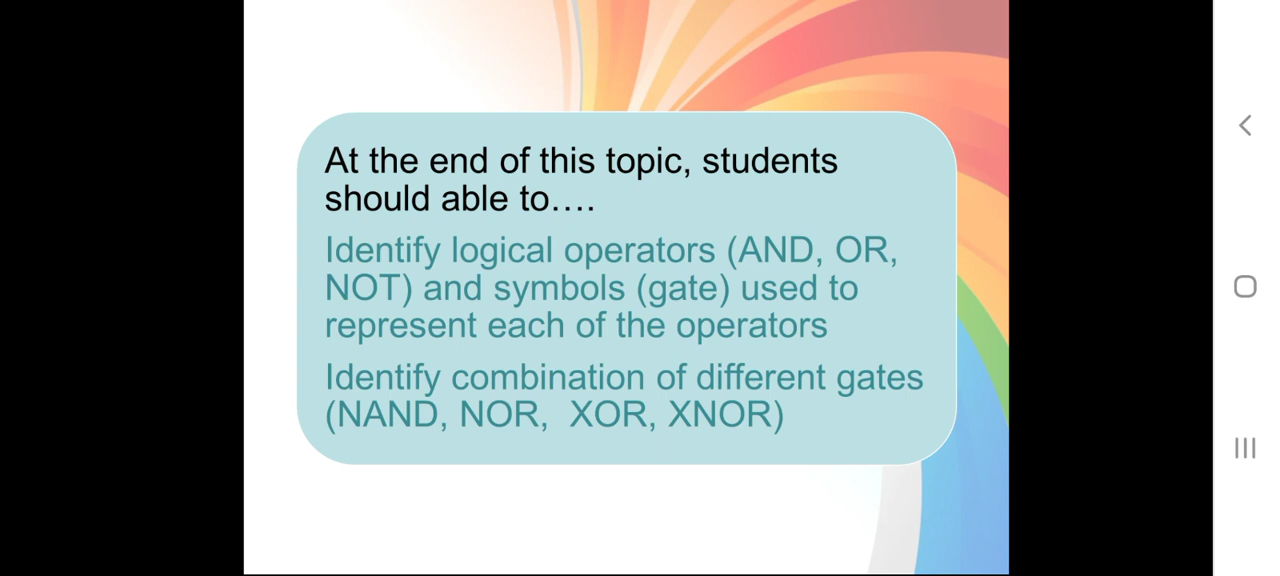 At the end of this topic, students
should able to….
Identify logical operators (AND, OR,
NOT) and symbols (gate) used to
represent each of the operators
Identify combination of different gates
(NAND, NOR,  XOR, XNOR)